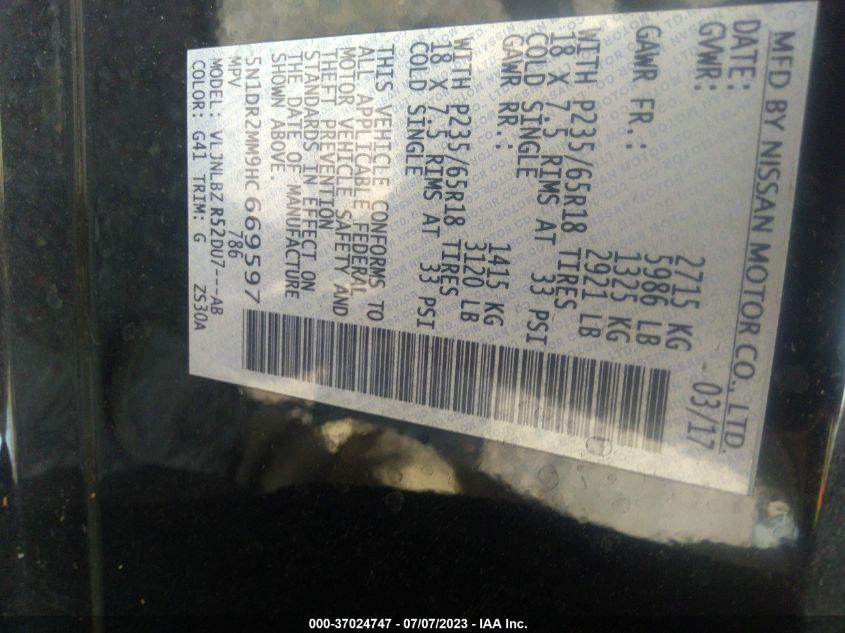 MFD BY NISSAN MOTOR CO., LTD.
DATE: 03/17
GVWR: 2715 KG
5986 LB
GAWR FR.: 1325 KG
2921 LB
WITH P235/65R18 TIRES
18 X 7.5 RIMS AT 33 PSI
COLD SINGLE
GAWR RR.: 1415 KG
3120 LB
WITH P235/65R18 TIRES
18 X 7.5 RIMS AT 33 PSI
COLD SINGLE
THIS VEHICLE CONFORMS TO
ALL APPLICABLE FEDERAL
MOTOR VEHICLE SAFETY AND
THEFT PREVENTION
STANDARDS IN EFFECT ON
THE DATE OF MANUFACTURE
SHOWN ABOVE
5N1DR2MM9HC669597
MPV 786
MODEL: VLJNLBZ R52DU7---AB
COLOR: G41 TRIM: G ZS30A
000-37024747 - 07/07/2023 - IAA Inc.